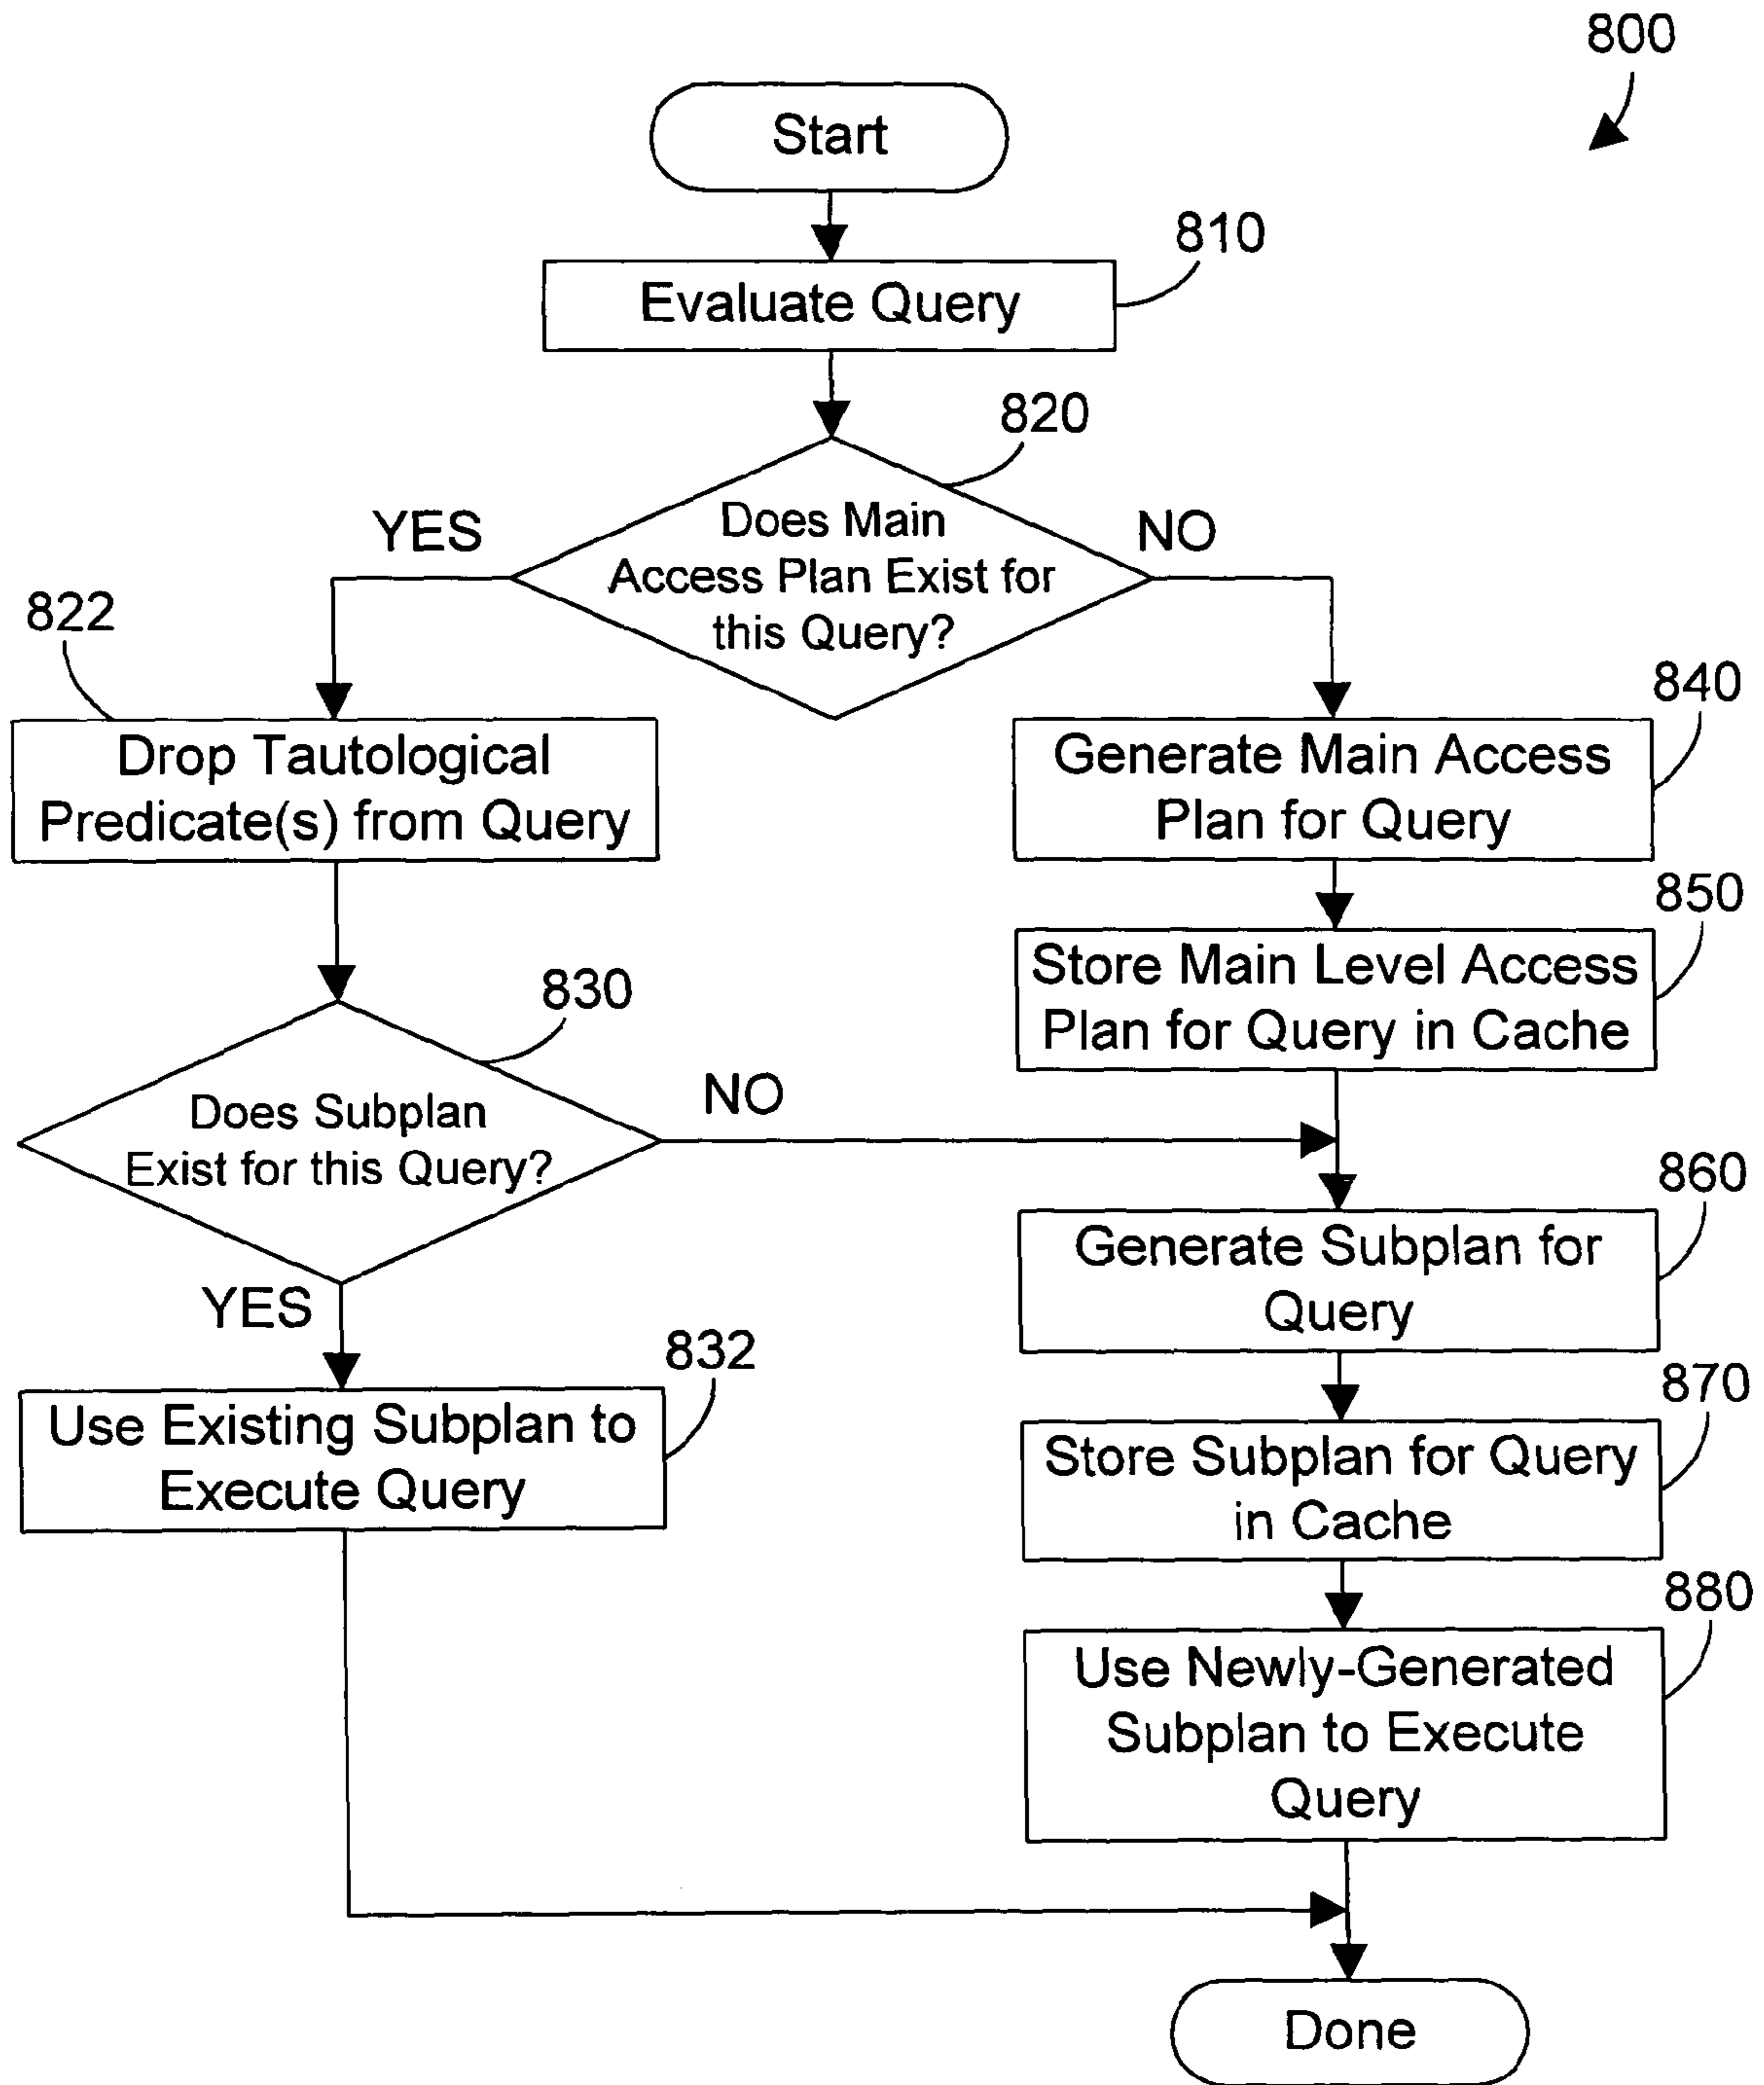 800
Start
810
Evaluate Query
820
Does Main
Access Plan Exist for
this Query?
YES
NO
822
Drop Tautological
Predicate(s) from Query
840
Generate Main Access
Plan for Query
850
Store Main Level Access
Plan for Query in Cache
830
Does Subplan
Exist for this Query?
NO
YES
860
Generate Subplan for
Query
832
Use Existing Subplan to
Execute Query
870
Store Subplan for Query
in Cache
880
Use Newly-Generated
Subplan to Execute
Query
Done